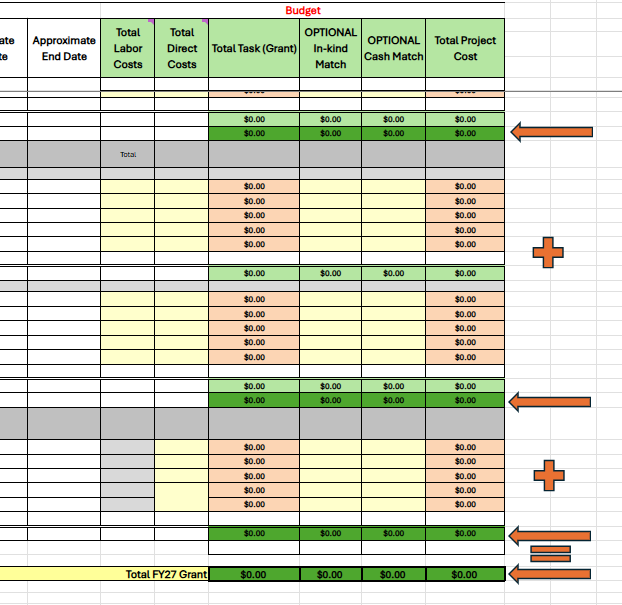 Budget
ate
te
Approximate
End Date
Total
Labor
Costs
Total
Direct
Costs
Total Task (Grant)
OPTIONAL
In-kind
Match
OPTIONAL
Cash Match
Total Project
Cost
$0.00 $0.00 $0.00 $0.00
$0.00 $0.00 $0.00 $0.00
Total
$0.00 $0.00
$0.00 $0.00
$0.00 $0.00
$0.00 $0.00
$0.00 $0.00
$0.00 $0.00 $0.00 $0.00
$0.00 $0.00
$0.00 $0.00
$0.00 $0.00
$0.00 $0.00
$0.00 $0.00
$0.00 $0.00 $0.00 $0.00
$0.00 $0.00 $0.00 $0.00
$0.00 $0.00
$0.00 $0.00
$0.00 $0.00
$0.00 $0.00
$0.00 $0.00
$0.00 $0.00 $0.00 $0.00
Total FY27 Grant $0.00 $0.00 $0.00 $0.00